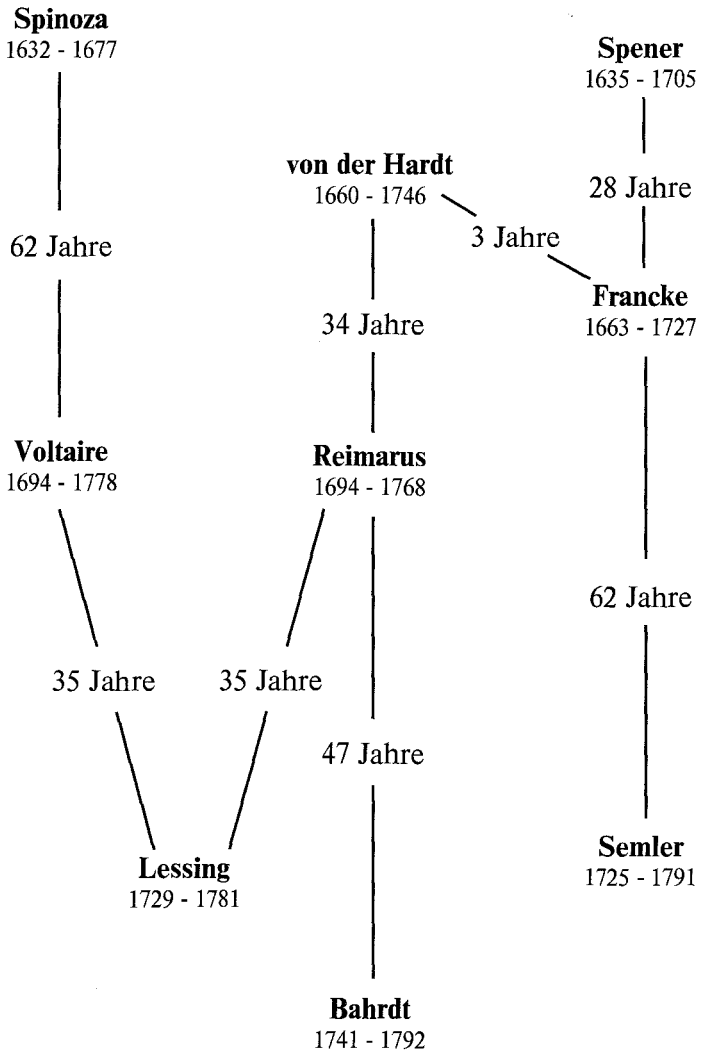 Spinoza
1632 - 1677
Spener
1635 - 1705
von der Hardt
1660 - 1746
28 Jahre
3 Jahre
62 Jahre
Francke
1663 - 1727
34 Jahre
Voltaire
1694 - 1778
Reimarus
1694 - 1768
62 Jahre
35 Jahre
35 Jahre
47 Jahre
Lessing
1729 - 1781
Semler
1725 - 1791
Bahrdt
1741 - 1792